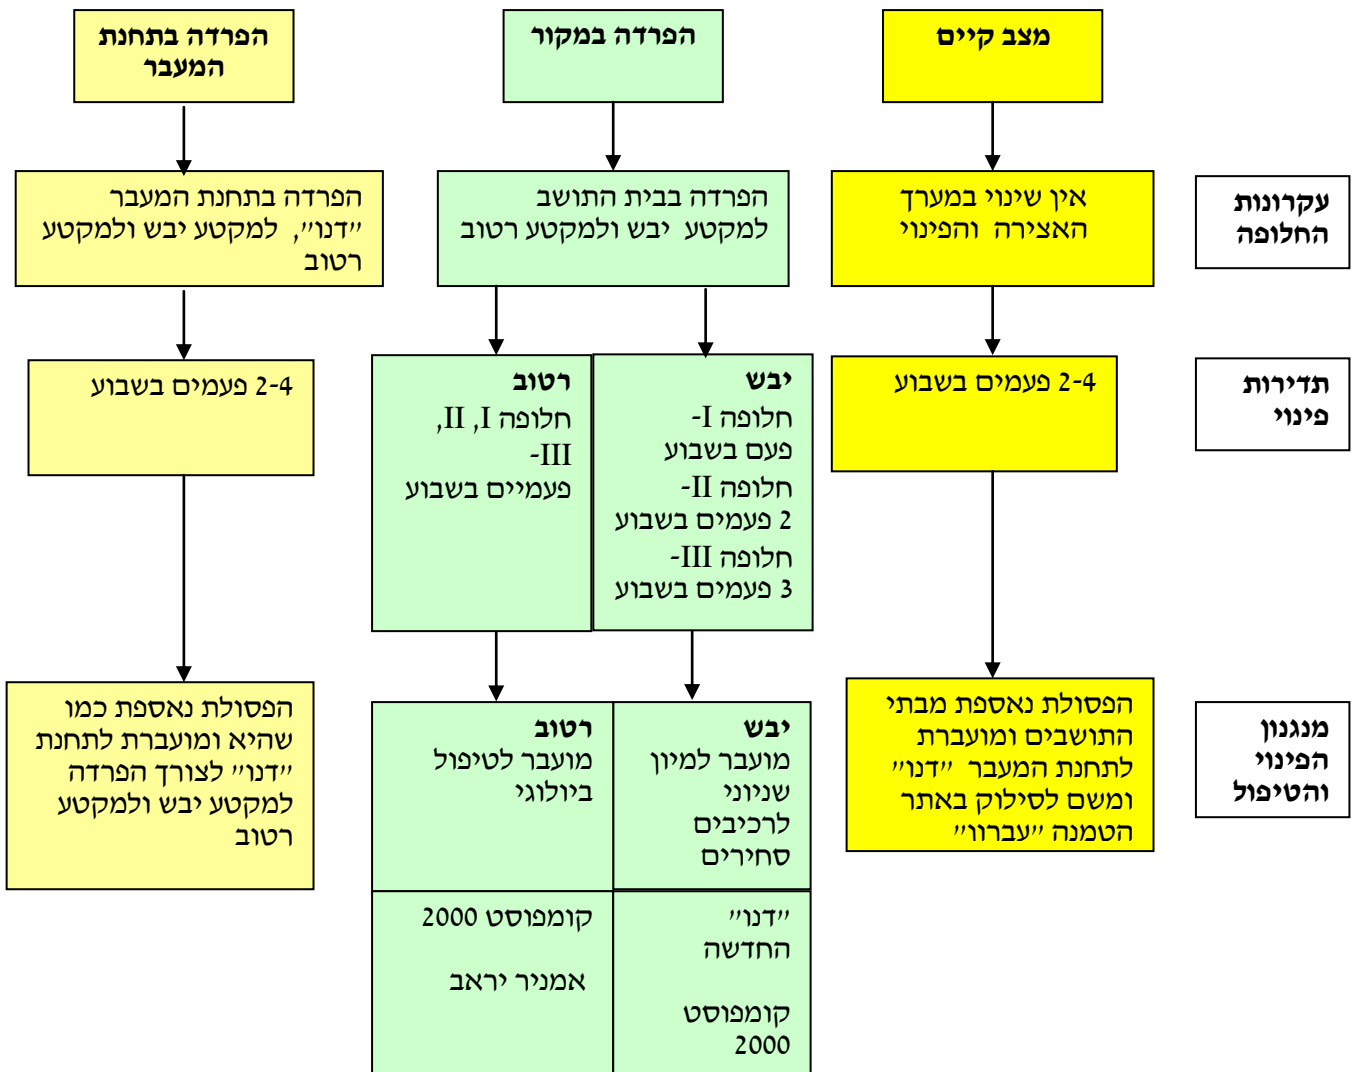 מצב קיים
הפרדה במקור
הפרדה בתחנת
המעבר
עקרונות
החלופה
אין שינוי במערך
האצירה והפינוי
הפרדה בבית התושב
למקטע יבש ולמקטע רטוב
הפרדה בתחנת המעבר
"דנו", למקטע יבש ולמקטע
רטוב
תדירות
פינוי
2-4 פעמים בשבוע
יבש
חלופה I-
פעם בשבוע
חלופה II-
2 פעמים בשבוע
חלופה III-
3 פעמים בשבוע
רטוב
חלופה I, II,
III-
פעמיים בשבוע
2-4 פעמים בשבוע
מנגנון
הפינוי
והטיפול
הפסולת נאספת מבתי
התושבים ומועברת
לתחנת המעבר "דנו"
ומשם לסילוק באתר
הטמנה "עברון"
יבש
מועבר למיון
שניוני
לרכיבים
סחירים
רטוב
מועבר לטיפול
ביולוגי
הפסולת נאספת כמו
שהיא ומועברת לתחנת
"דנו" לצורך הפרדה
למקטע יבש ולמקטע
רטוב
"דנו"
החדשה
קומפוסט
2000
קומפוסט 2000
אמניר יראב